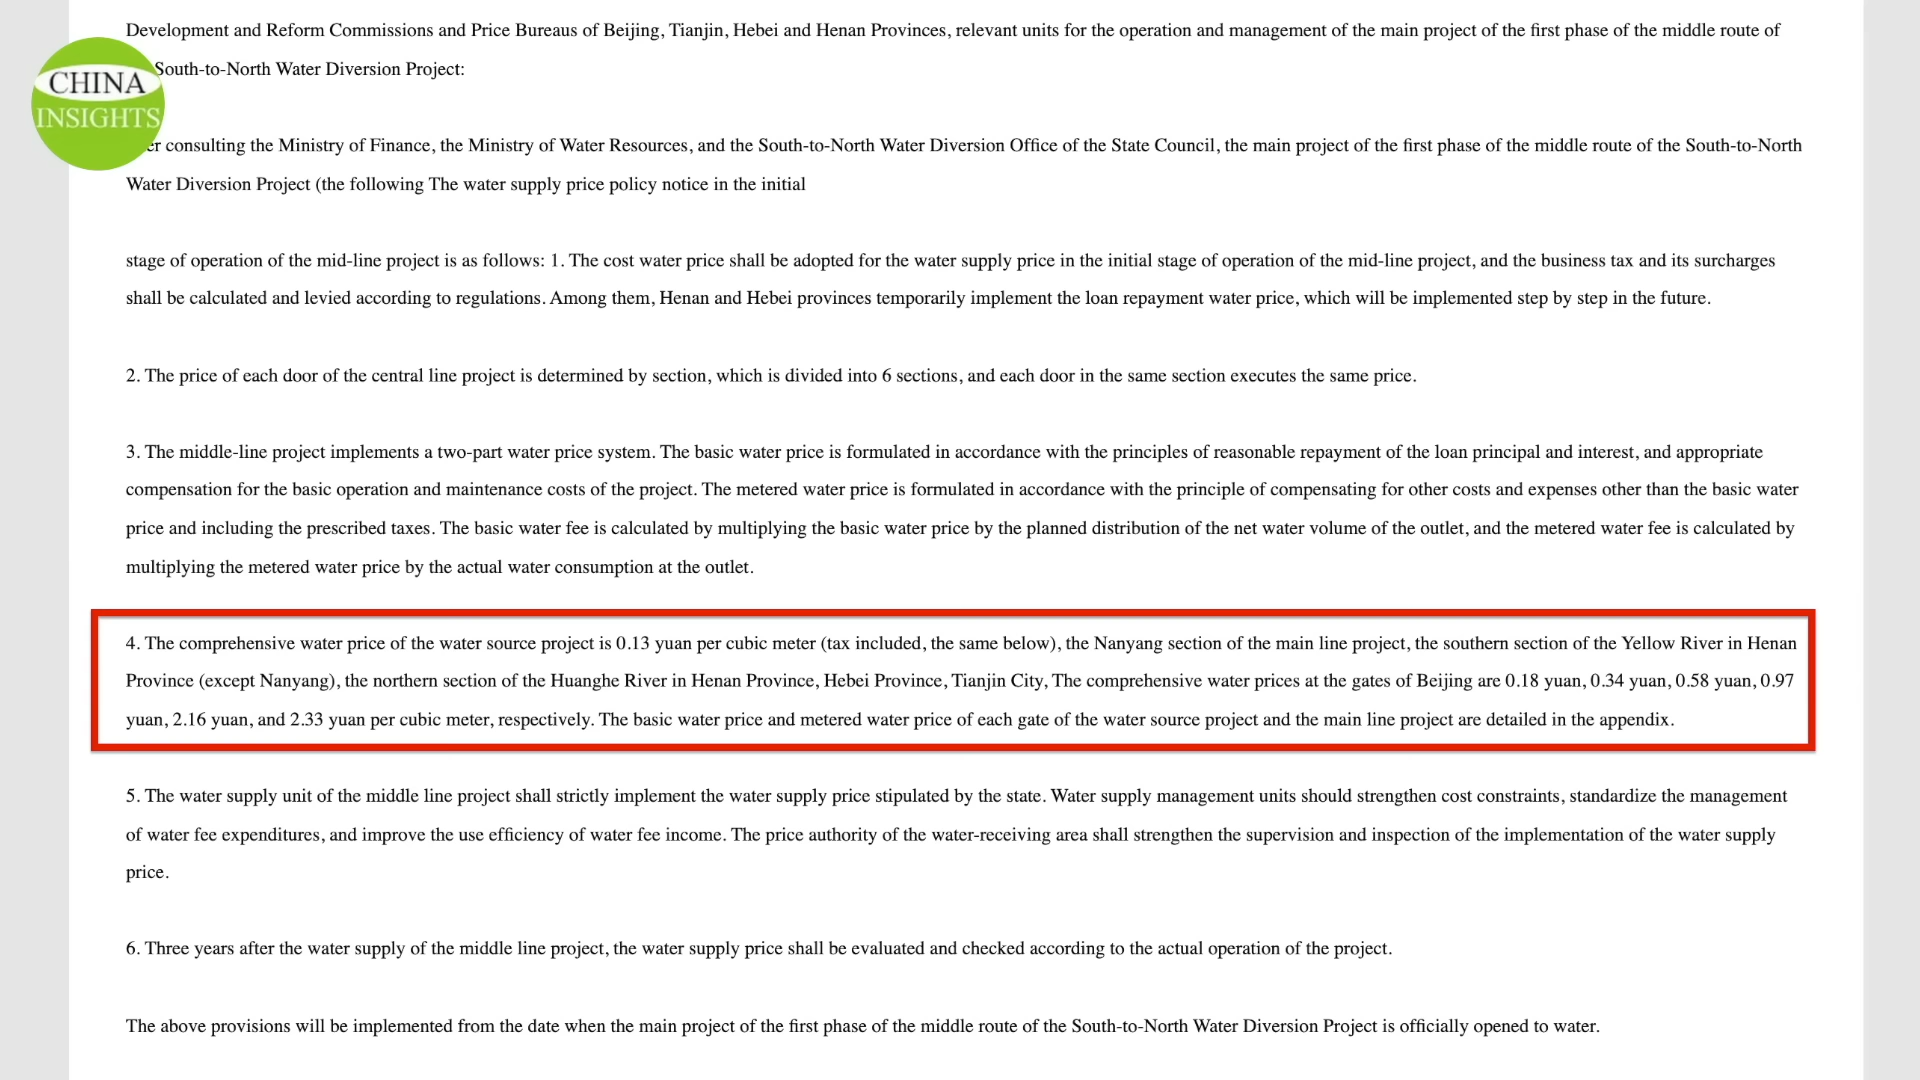 Development and Reform Commissions and Price Bureaus of Beijing, Tianjin, Hebei and Henan Provinces, relevant units for the operation and management of the main project of the first phase of the middle route of
South-to-North Water Diversion Project:
CHINA
INSIGHTS
er consulting the Ministry of Finance, the Ministry of Water Resources, and the South-to-North Water Diversion Office of the State Council, the main project of the first phase of the middle route of the South-to-North
Water Diversion Project (the following The water supply price policy notice in the initial
stage of operation of the mid-line project is as follows: 1. The cost water price shall be adopted for the water supply price in the initial stage of operation of the mid-line project, and the business tax and its surcharges
shall be calculated and levied according to regulations. Among them, Henan and Hebei provinces temporarily implement the loan repayment water price, which will be implemented step by step in the future.
2. The price of each door of the central line project is determined by section, which is divided into 6 sections, and each door in the same section executes the same price.
3. The middle-line project implements a two-part water price system. The basic water price is formulated in accordance with the principles of reasonable repayment of the loan principal and interest, and appropriate
compensation for the basic operation and maintenance costs of the project. The metered water price is formulated in accordance with the principle of compensating for other costs and expenses other than the basic water
price and including the prescribed taxes. The basic water fee is calculated by multiplying the basic water price by the planned distribution of the net water volume of the outlet, and the metered water fee is calculated by
multiplying the metered water price by the actual water consumption at the outlet.
4. The comprehensive water price of the water source project is 0.13 yuan per cubic meter (tax included, the same below), the Nanyang section of the main line project, the southern section of the Yellow River in Henan
Province (except Nanyang), the northern section of the Huanghe River in Henan Province, Hebei Province, Tianjin City, The comprehensive water prices at the gates of Beijing are 0.18 yuan, 0.34 yuan, 0.58 yuan, 0.97
yuan, 2.16 yuan, and 2.33 yuan per cubic meter, respectively. The basic water price and metered water price of each gate of the water source project and the main line project are detailed in the appendix.
5. The water supply unit of the middle line project shall strictly implement the water supply price stipulated by the state. Water supply management units should strengthen cost constraints, standardize the management
of water fee expenditures, and improve the use efficiency of water fee income. The price authority of the water-receiving area shall strengthen the supervision and inspection of the implementation of the water supply
price.
6. Three years after the water supply of the middle line project, the water supply price shall be evaluated and checked according to the actual operation of the project.
The above provisions will be implemented from the date when the main project of the first phase of the middle route of the South-to-North Water Diversion Project is officially opened to water.